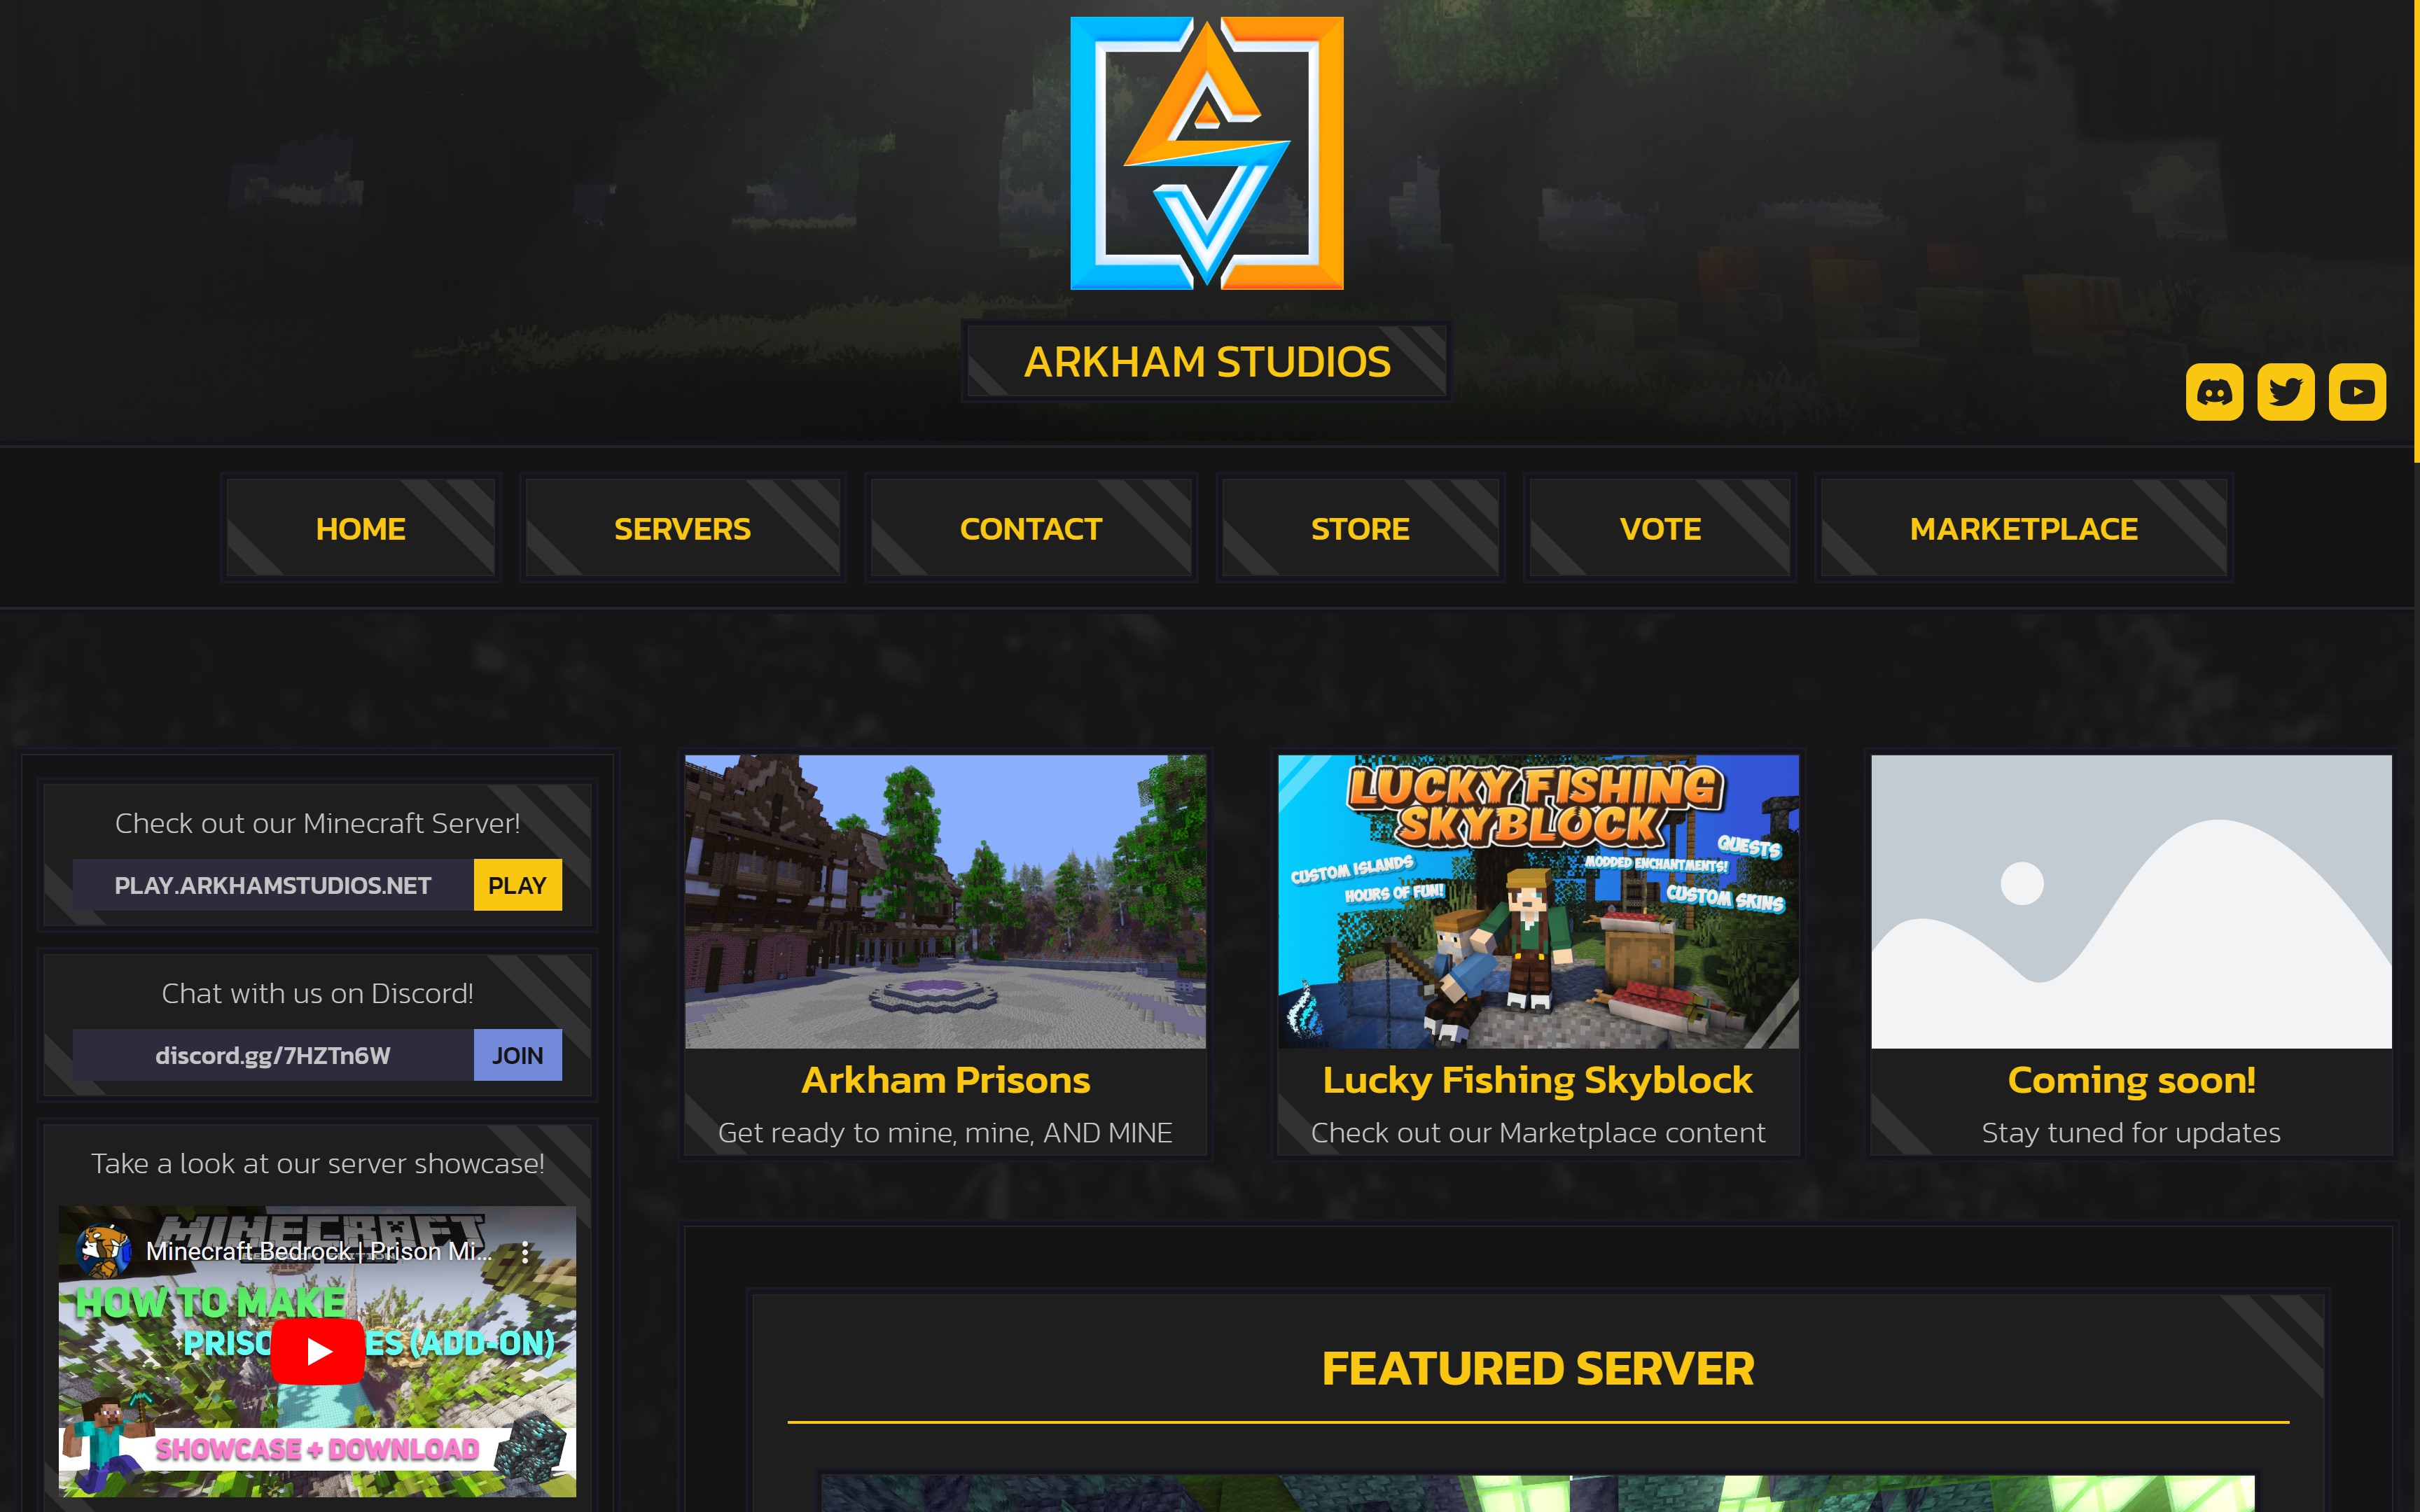 ARKHAM STUDIOS
HOME
SERVERS
CONTACT
STORE
VOTE
MARKETPLACE
Check out our Minecraft Server!
PLAY.ARKHAMSTUDIOS.NET
PLAY
Chat with us on Discord!
discord.gg/7HZTn6W
JOIN
Take a look at our server showcase!
MINECRAFT
Minecraft Bedrock | Prison Mi...
HOW TO MAKE
(ADD-ON)
SHOWCASE + DOWNLOAD
Arkham Prisons
Get ready to mine, mine, AND MINE
LUCKY FISHING
SKYBLOCK
QUESTS
CUSTOM ISLANDS
MODDED ENCHANTMENTS!
HOURS OF FUN!
CUSTOM SKINS
Lucky Fishing Skyblock
Check out our Marketplace content
Coming soon!
Stay tuned for updates
FEATURED SERVER